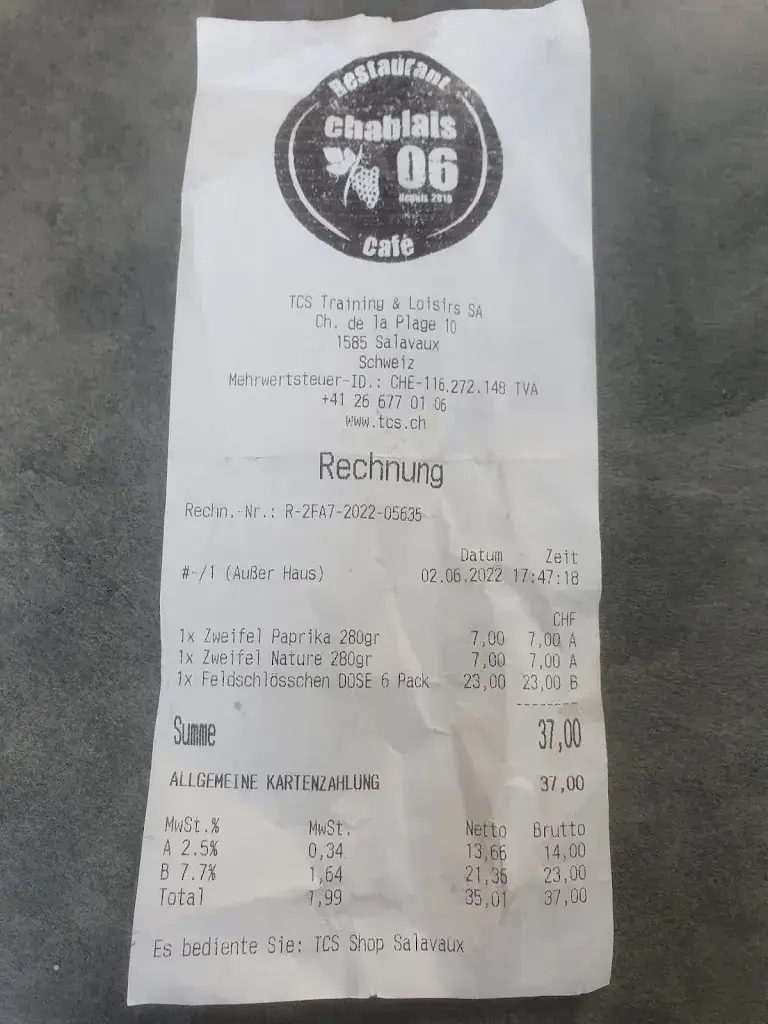 Restaurant
Chablais
06
depuis 2016
Café
TCS Training & Loisirs SA
Ch. de la Plage 10
1585 Salavaux
Schweiz
Mehrwertsteuer-ID.: CHE-116.272.148 TVA
+41 26 677 01 06
www.tcs.ch
Rechnung
Rechn.-Nr.: R-2FA7-2022-05635
Datum Zeit
#-/1 (Außer Haus) 02.06.2022 17:47:18
CHF
1x Zweifel Paprika 280gr 7,00 7,00 A
1x Zweifel Nature 280gr 7,00 7,00 A
1x Feldschlösschen DOSE 6 Pack 23,00 23,00 B
Summe 37,00
ALLGEMEINE KARTENZAHLUNG 37,00
MwSt.% MwSt. Netto Brutto
A 2.5% 0,34 13,66 14,00
B 7.7% 1,64 21,36 23,00
Total 1,99 35,01 37,00
Es bediente Sie: TCS Shop Salavaux